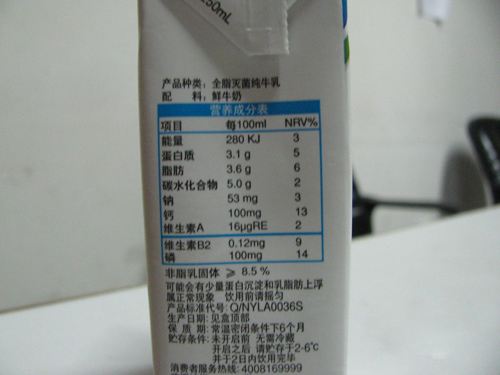 250mL
产品种类：全脂灭菌纯牛乳
配　　料：鲜牛奶
营养成分表
项目 每100ml NRV%
能量 280 KJ 3
蛋白质 3.1 g 5
脂肪 3.6 g 6
碳水化合物 5.0 g 2
钠 53 mg 3
钙 100mg 13
维生素A 16μgRE 2
维生素B2 0.12mg 9
磷 100mg 14
非脂乳固体 ≥ 8.5 %
可能会有少量蛋白沉淀和乳脂肪上浮
属正常现象　饮用前请摇匀
产品标准代号: Q/NYLA0036S
生产日期: 见盒顶部
保 质 期: 常温密闭条件下6个月
贮存条件: 未开启前 无需冷藏
开启之后 请贮存于2-6℃
并于2日内饮用完毕
消费者服务热线: 4008169999